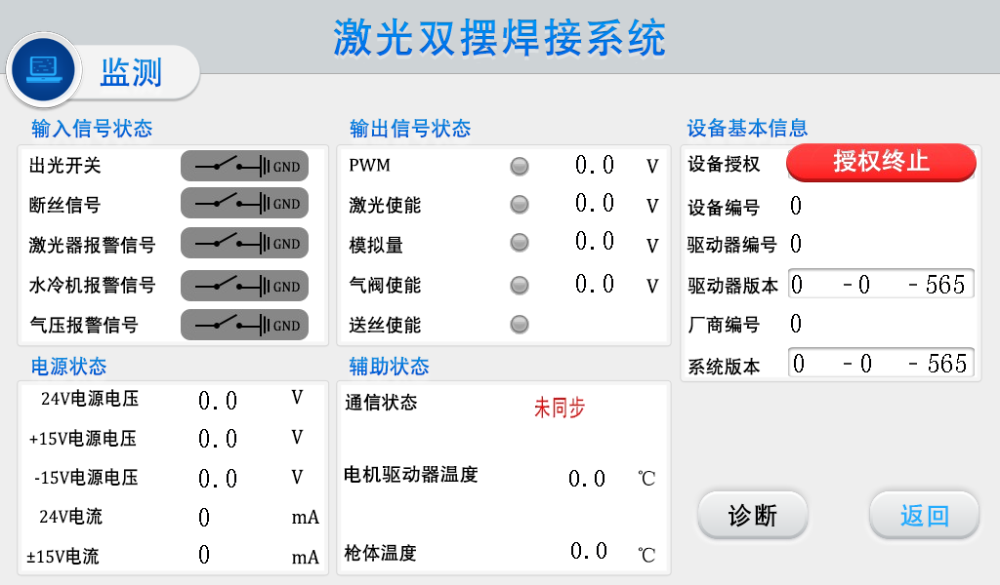 激光双摆焊接系统
监测
输入信号状态
出光开关 GND
断丝信号 GND
激光器报警信号 GND
水冷机报警信号 GND
气压报警信号 GND
输出信号状态
PWM 0.0 V
激光使能 0.0 V
模拟量 0.0 V
气阀使能 0.0 V
送丝使能
设备基本信息
设备授权 授权终止
设备编号 0
驱动器编号 0
驱动器版本 0 -0 -565
厂商编号 0
系统版本 0 -0 -565
电源状态
24V电源电压 0.0 V
+15V电源电压 0.0 V
-15V电源电压 0.0 V
24V电流 0 mA
±15V电流 0 mA
辅助状态
通信状态 未同步
电机驱动器温度 0.0 ℃
枪体温度 0.0 ℃
诊断 返回